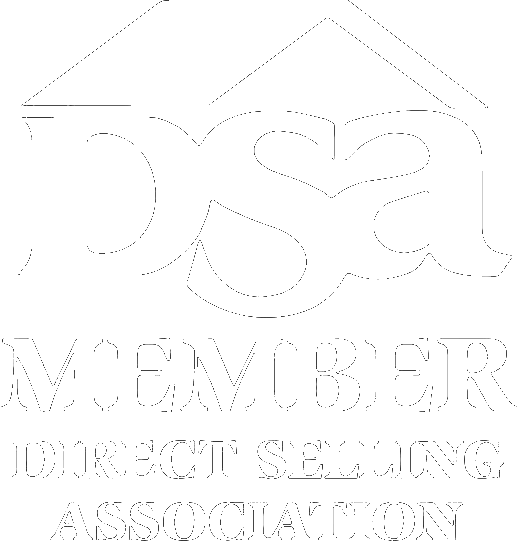 dsa
MEMBER
DIRECT SELLING
ASSOCIATION